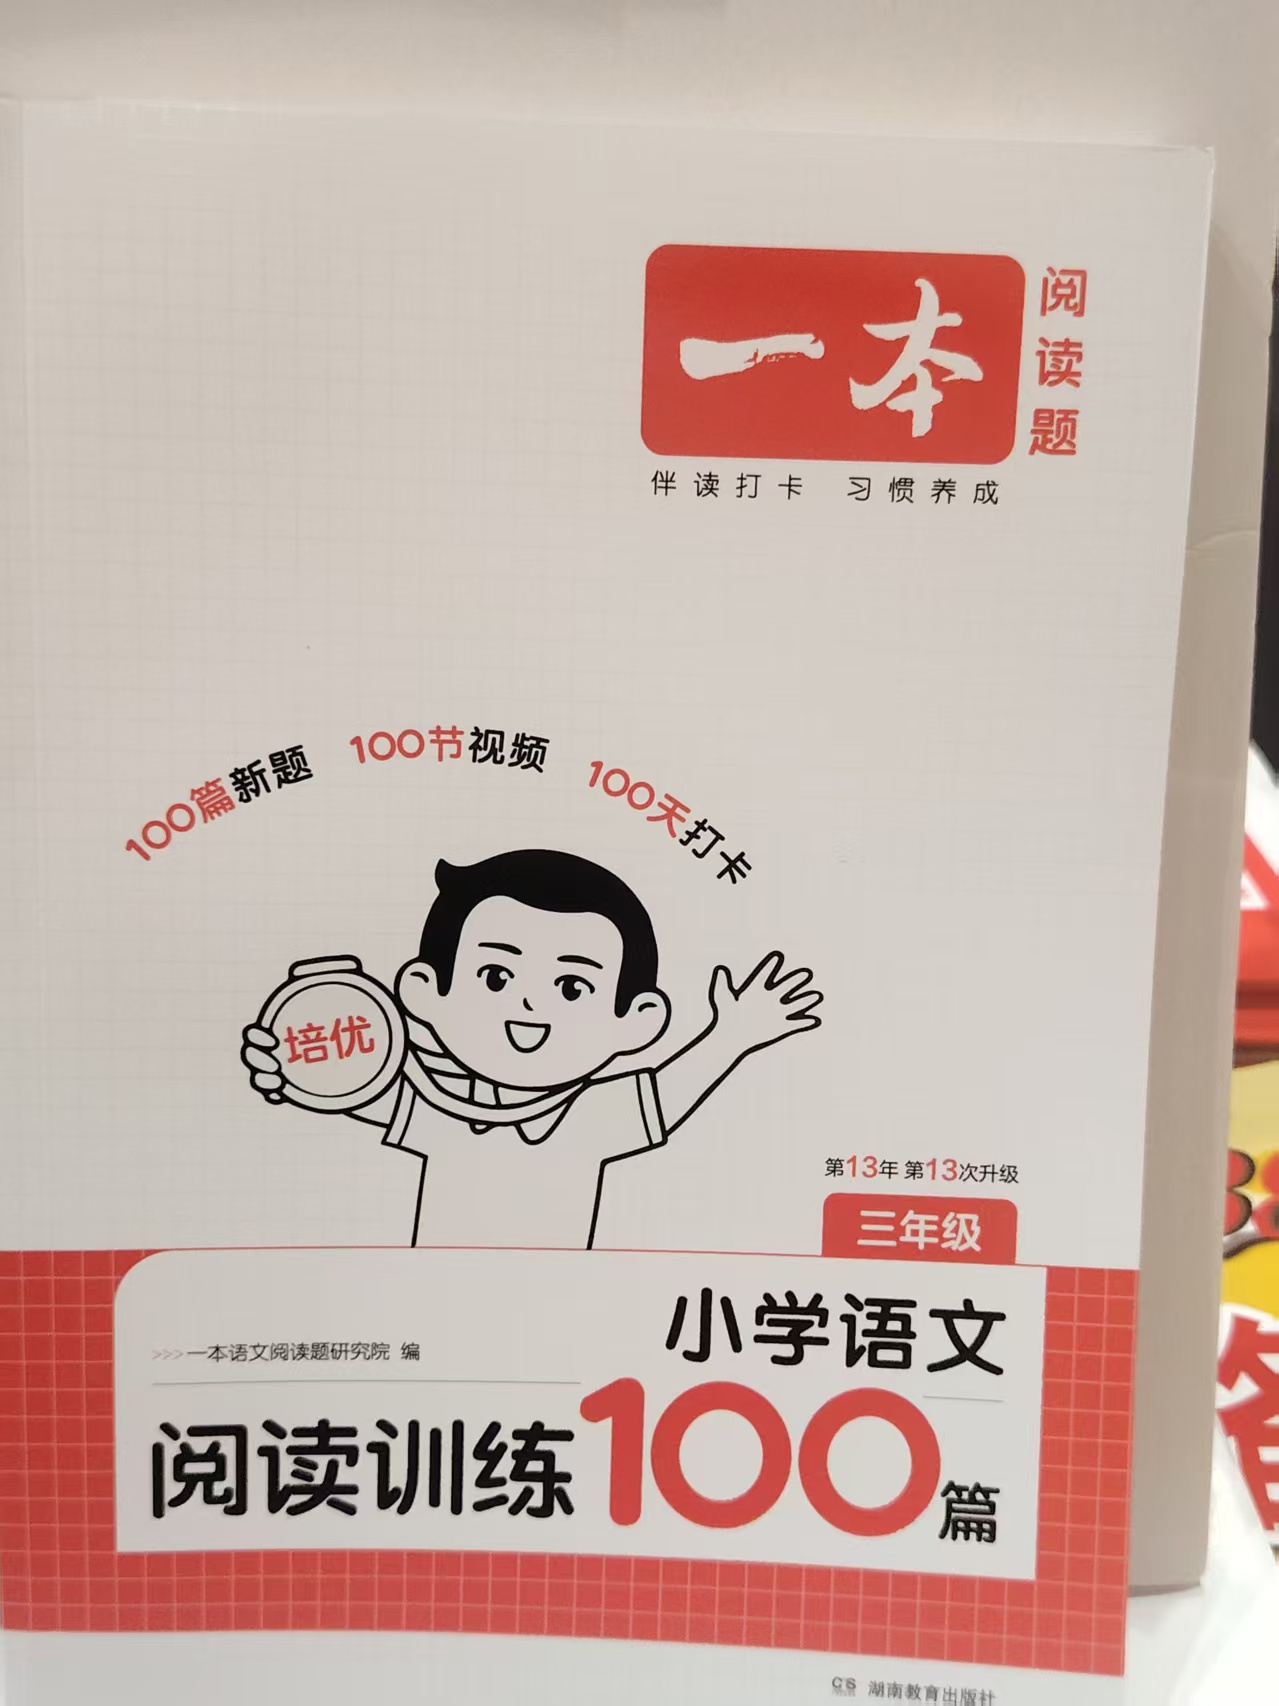 一本
阅读题
伴读打卡 习惯养成
100篇新题 100节视频 100天打卡
培优
第13年 第13次升级
三年级
小学语文
>>>一本语文阅读题研究院 编
阅读训练100篇
CS 湖南教育出版社